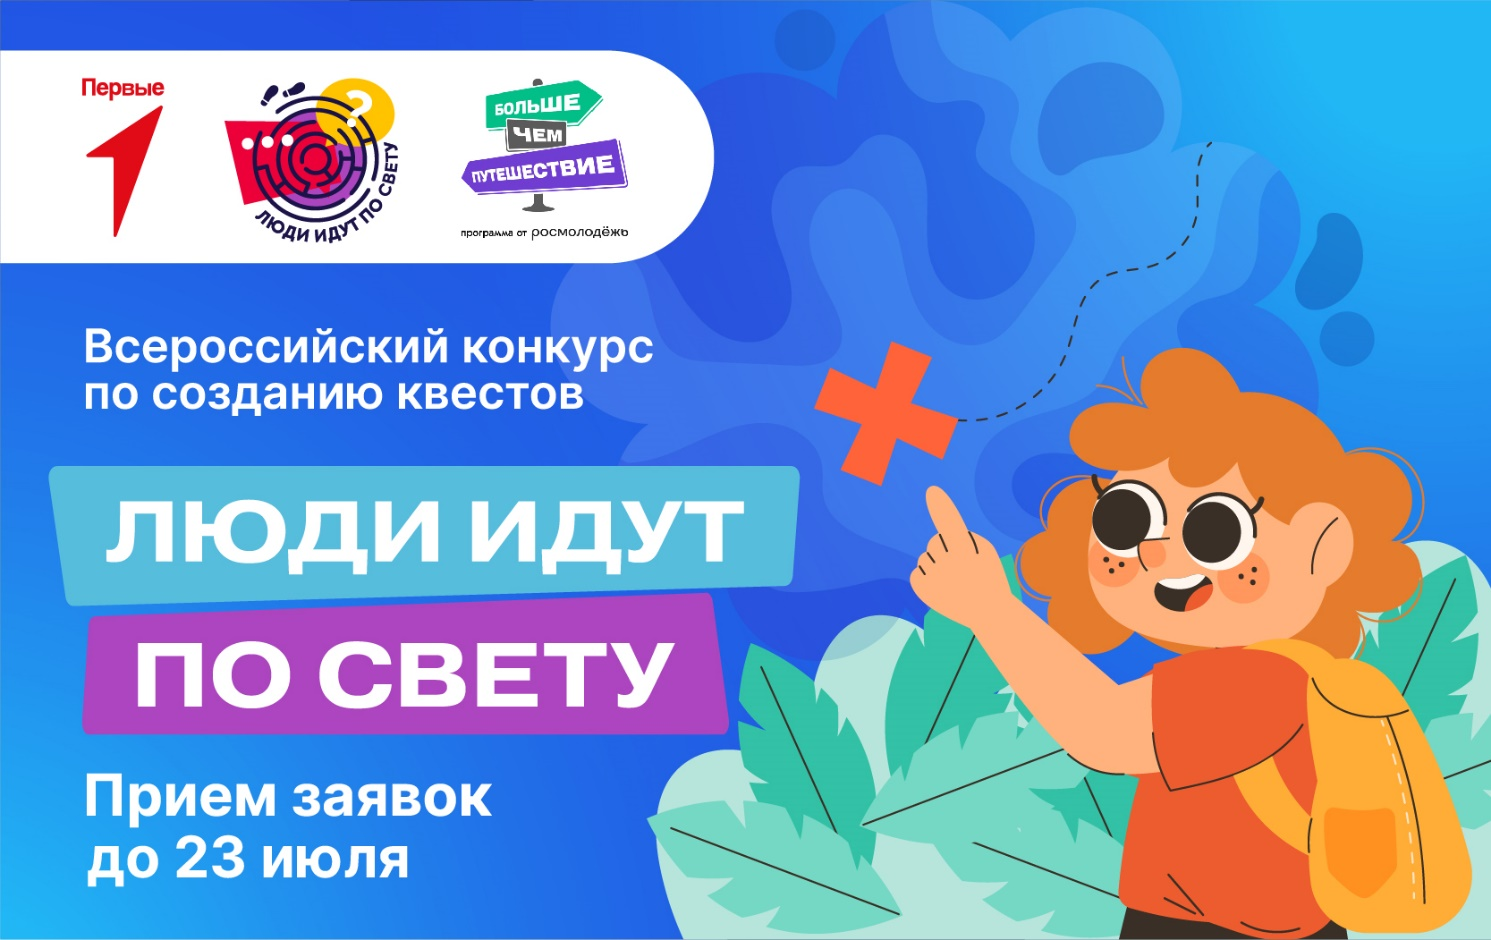 Первые
?
ЛЮДИ ИДУТ ПО СВЕТУ
БОЛЬШЕ
ЧЕМ
ПУТЕШЕСТВИЕ
программа от росмолодёжь
Всероссийский конкурс
по созданию квестов
ЛЮДИ ИДУТ
ПО СВЕТУ
Прием заявок
до 23 июля